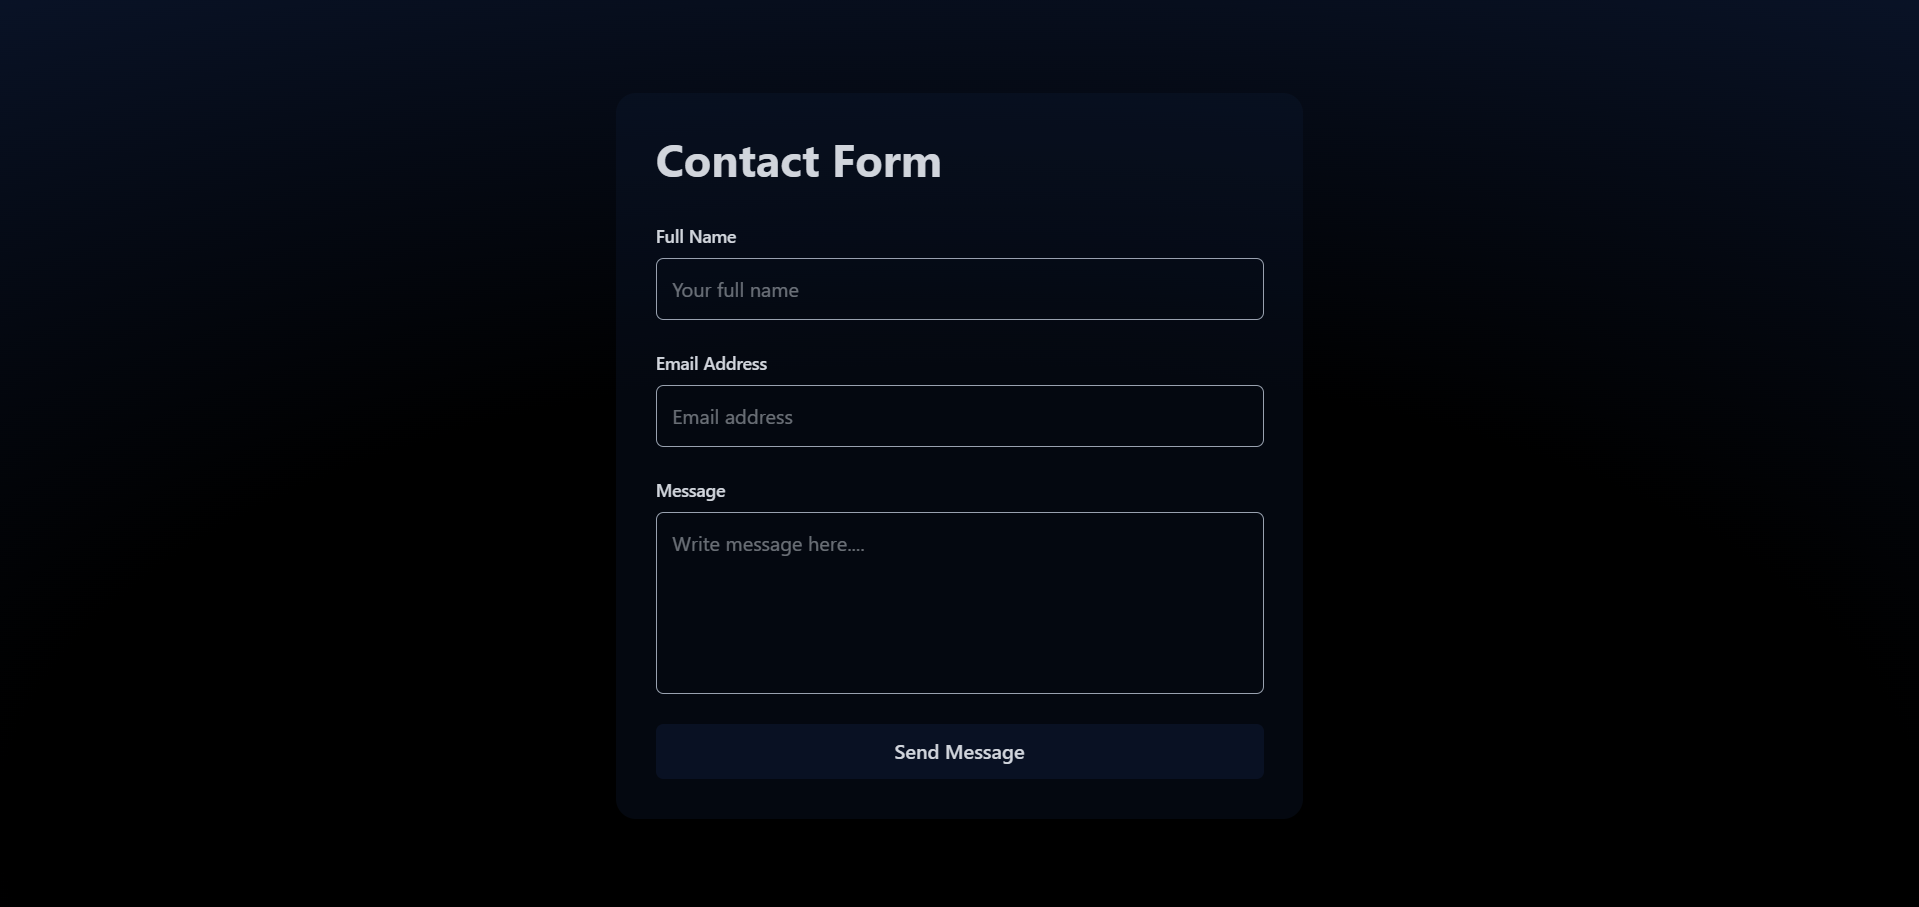 Contact Form
Full Name
Your full name
Email Address
Email address
Message
Write message here....
Send Message